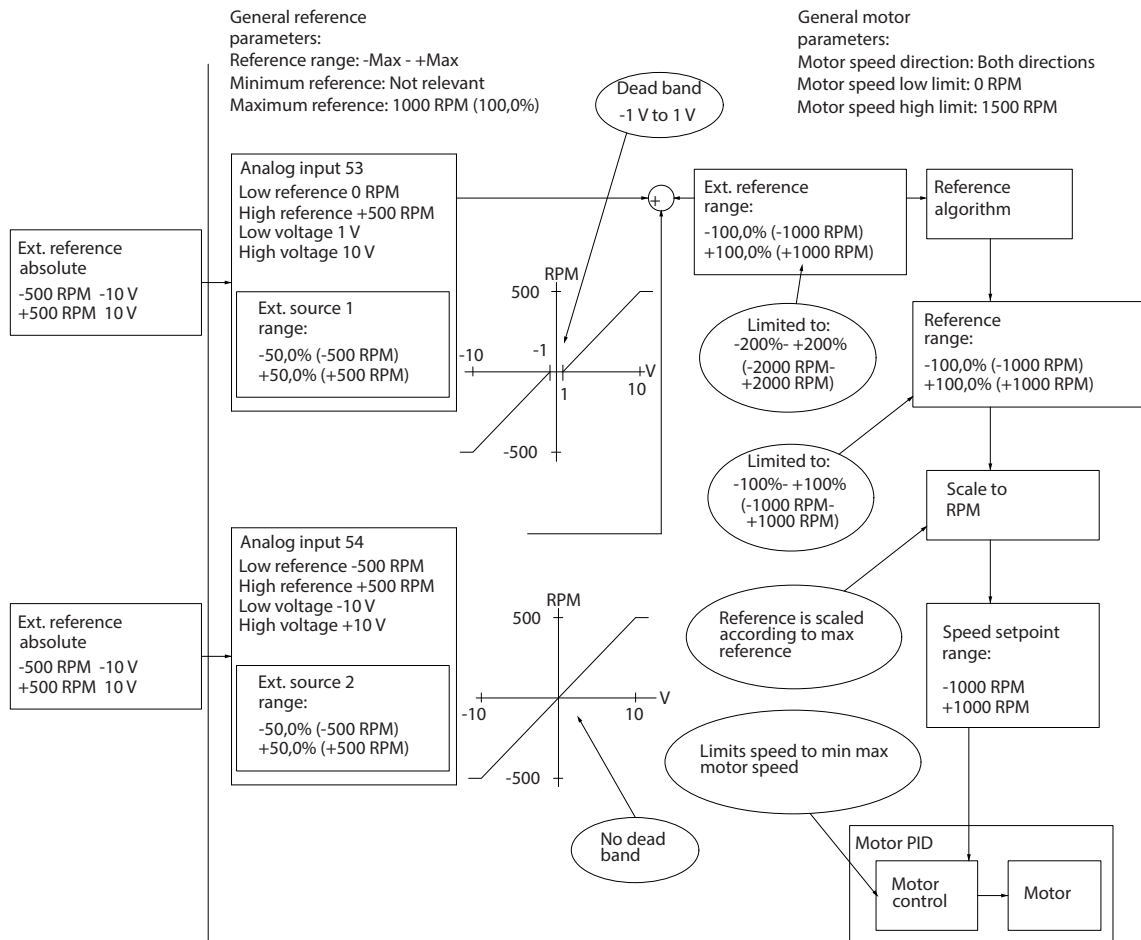 General reference
parameters:
Reference range: -Max - +Max
Minimum reference: Not relevant
Maximum reference: 1000 RPM (100,0%)
General motor
parameters:
Motor speed direction: Both directions
Motor speed low limit: 0 RPM
Motor speed high limit: 1500 RPM
Dead band
-1 V to 1 V
Analog input 53
Low reference 0 RPM
High reference +500 RPM
Low voltage 1 V
High voltage 10 V
Ext. source 1
range:
-50,0% (-500 RPM)
+50,0% (+500 RPM)
Ext. reference
absolute
-500 RPM -10 V
+500 RPM 10 V
RPM
500
-10
-1
V
1
10
-500
+
Ext. reference
range:
-100,0% (-1000 RPM)
+100,0% (+1000 RPM)
Reference
algorithm
Limited to:
-200%- +200%
(-2000 RPM-
+2000 RPM)
Reference
range:
-100,0% (-1000 RPM)
+100,0% (+1000 RPM)
Limited to:
-100%- +100%
(-1000 RPM-
+1000 RPM)
Scale to
RPM
Analog input 54
Low reference -500 RPM
High reference +500 RPM
Low voltage -10 V
High voltage +10 V
Ext. source 2
range:
-50,0% (-500 RPM)
+50,0% (+500 RPM)
Ext. reference
absolute
-500 RPM -10 V
+500 RPM 10 V
RPM
500
V
-10
10
-500
No dead
band
Reference is scaled
according to max
reference
Speed setpoint
range:
-1000 RPM
+1000 RPM
Limits speed to min max
motor speed
Motor PID
Motor
control
Motor